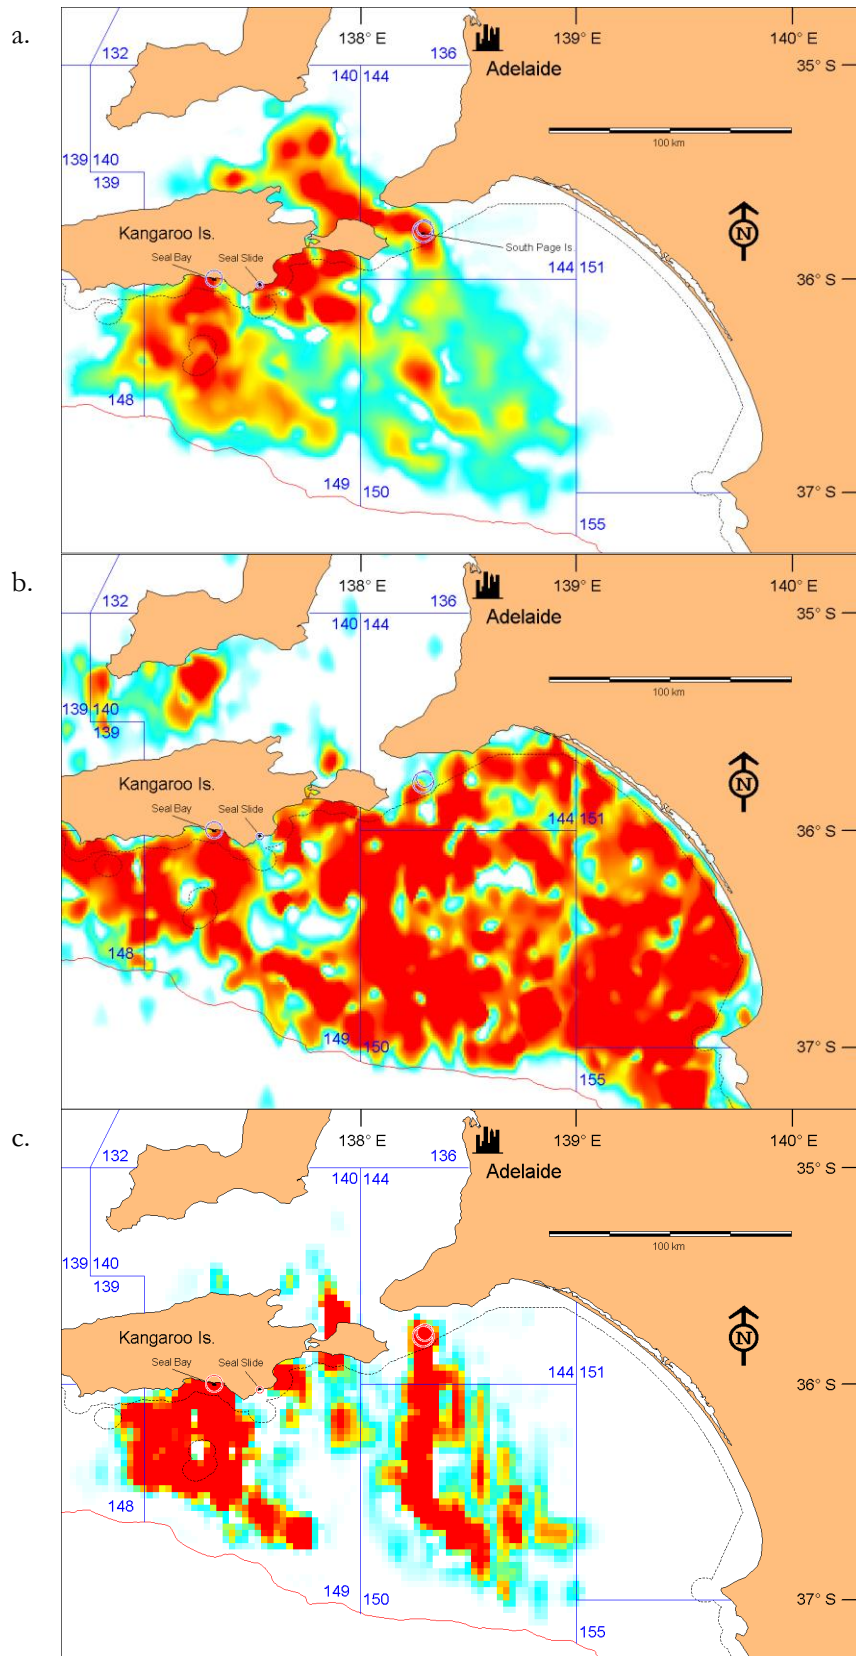 a.
138° E
139° E
140° E
132
136
140 144
Adelaide
35° S
100 km
139 140
139
N
Kangaroo Is.
Seal Bay
Seal Slide
South Page Is.
144 151
36° S
148
149
150
37° S
155
b.
138° E
139° E
140° E
132
136
140 144
Adelaide
35° S
100 km
139 140
139
N
Kangaroo Is.
Seal Bay
Seal Slide
144 151
36° S
148
149
150
37° S
155
c.
138° E
139° E
140° E
132
136
140 144
Adelaide
35° S
100 km
139 140
139
N
Kangaroo Is.
Seal Bay
Seal Slide
144 151
36° S
148
149
150
37° S
155